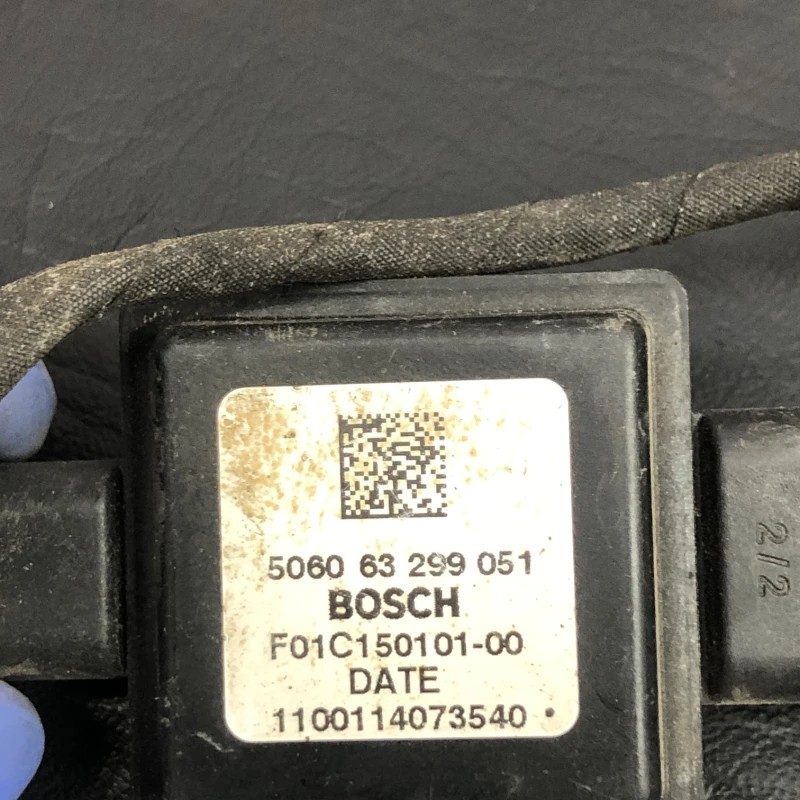 5060 63 299 051
BOSCH
F01C150101-00
DATE
1100114073540
2/2